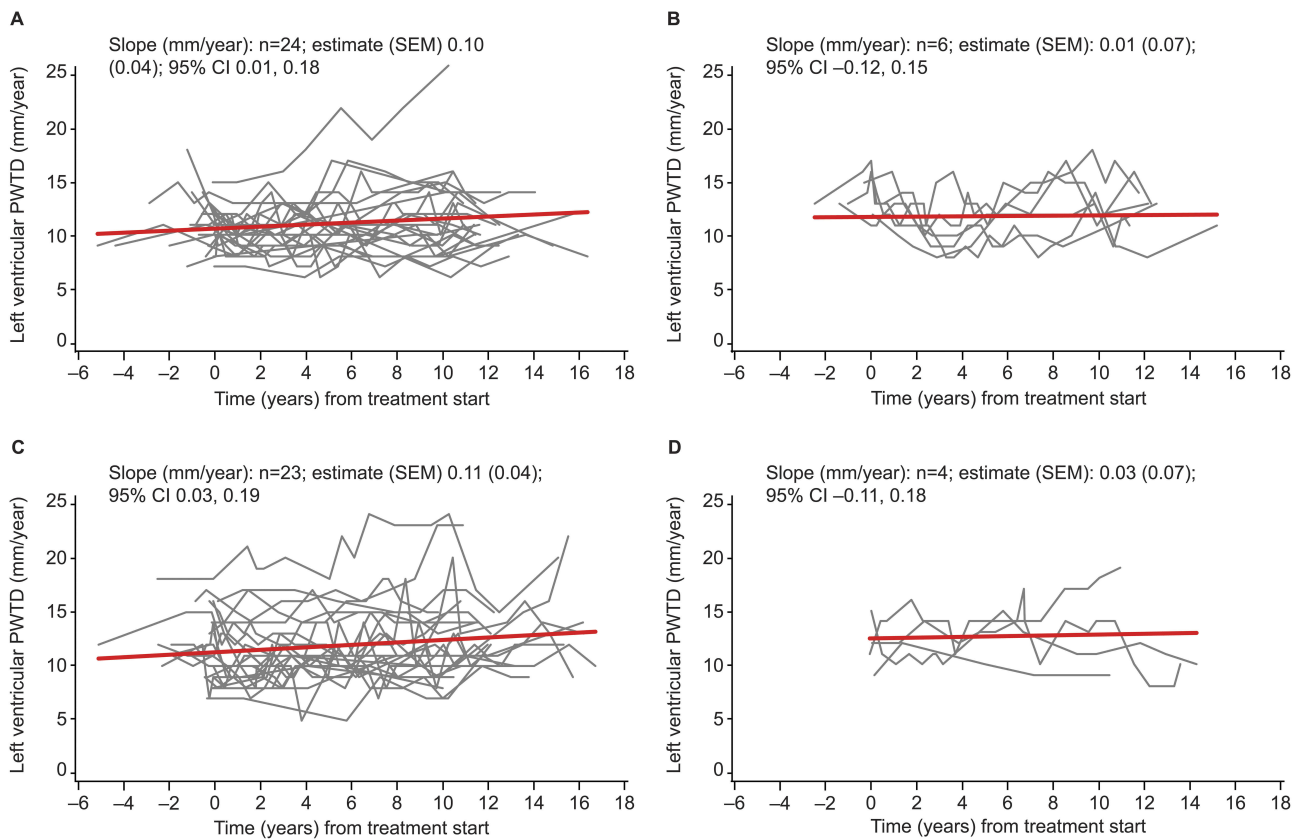 A
Slope (mm/year): n=24; estimate (SEM) 0.10
(0.04); 95% CI 0.01, 0.18
Left ventricular PWTD (mm/year)
25
20
15
10
5
0
–6 –4 –2 0 2 4 6 8 10 12 14 16 18
Time (years) from treatment start
B
Slope (mm/year): n=6; estimate (SEM): 0.01 (0.07);
95% CI –0.12, 0.15
Left ventricular PWTD (mm/year)
25
20
15
10
5
0
–6 –4 –2 0 2 4 6 8 10 12 14 16 18
Time (years) from treatment start
C
Slope (mm/year): n=23; estimate (SEM) 0.11 (0.04);
95% CI 0.03, 0.19
Left ventricular PWTD (mm/year)
25
20
15
10
5
0
–6 –4 –2 0 2 4 6 8 10 12 14 16 18
Time (years) from treatment start
D
Slope (mm/year): n=4; estimate (SEM): 0.03 (0.07);
95% CI –0.11, 0.18
Left ventricular PWTD (mm/year)
25
20
15
10
5
0
–6 –4 –2 0 2 4 6 8 10 12 14 16 18
Time (years) from treatment start